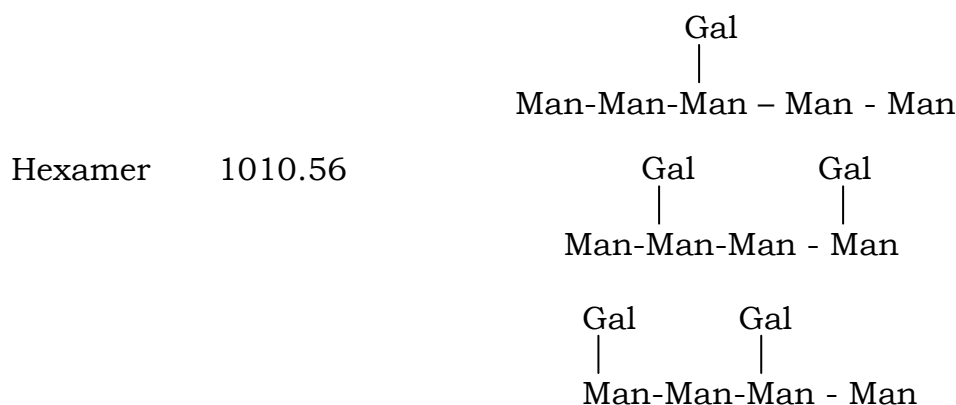 Gal
Man-Man-Man – Man - Man
Hexamer 1010.56
Gal Gal
Man-Man-Man - Man
Gal Gal
Man-Man-Man - Man